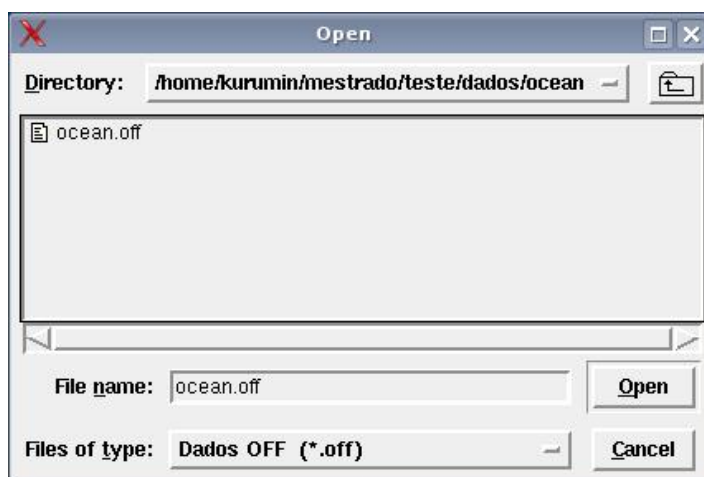 Open
Directory: /home/kurumin/mestrado/teste/dados/ocean
ocean.off
File name: ocean.off Open
Files of type: Dados OFF (*.off) Cancel